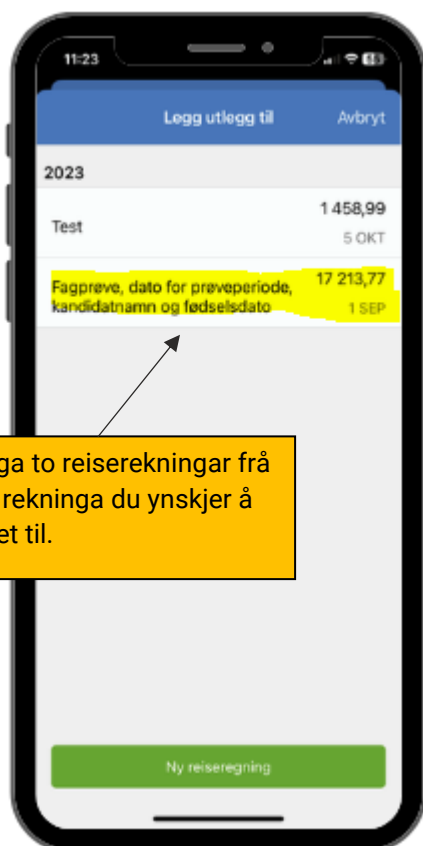 11:23
Legg utlegg til Avbryt
2023
Test 1 458,99
5 OKT
Fagprøve, dato for prøveperiode, 17 213,77
kandidatnamn og fødselsdato 1 SEP
ga to reiserekningar frå
rekninga du ynskjer å
et til.
Ny reiseregning